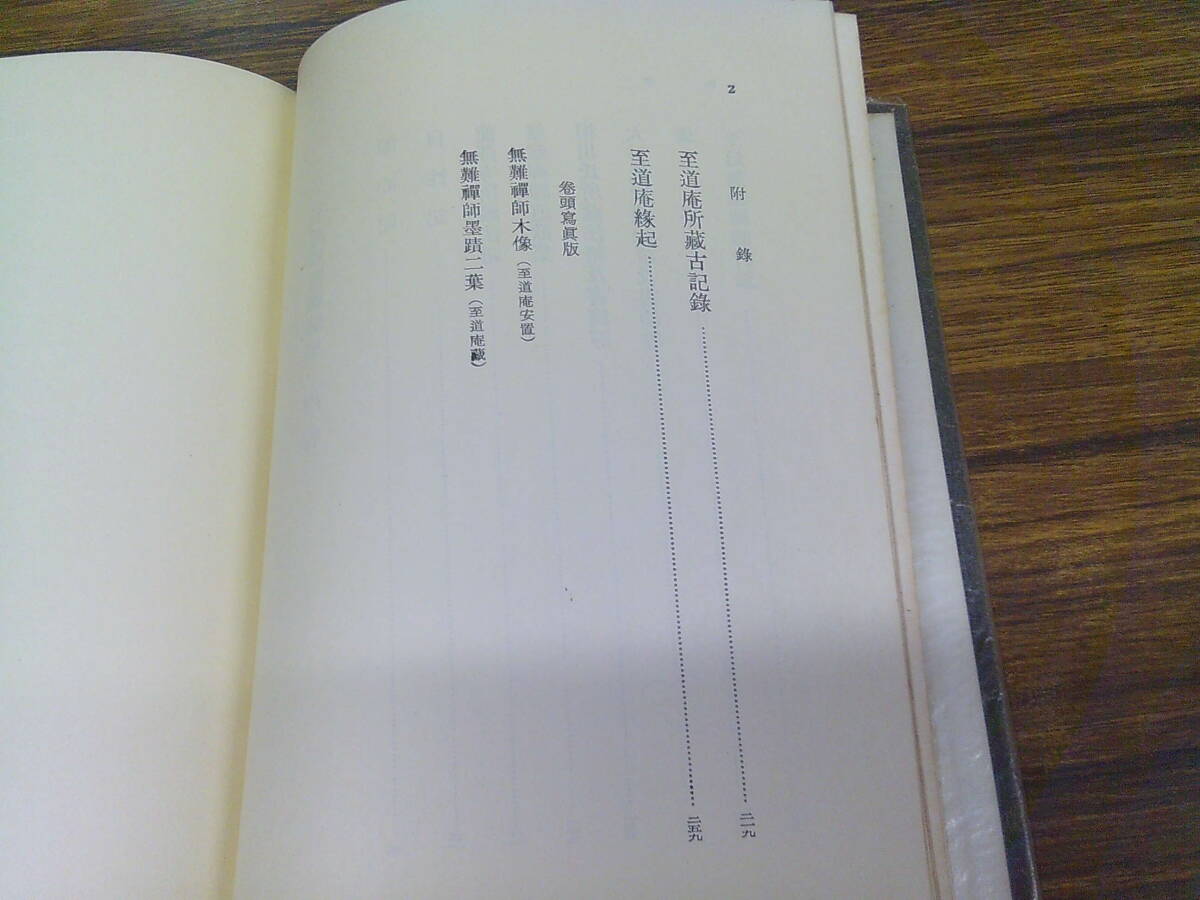 2
附錄
至道庵所藏古記錄……二一九
至道庵緣起……二五九
卷頭寫眞版
無難禪師木像（至道庵安置）
無難禪師墨蹟二葉（至道庵藏）